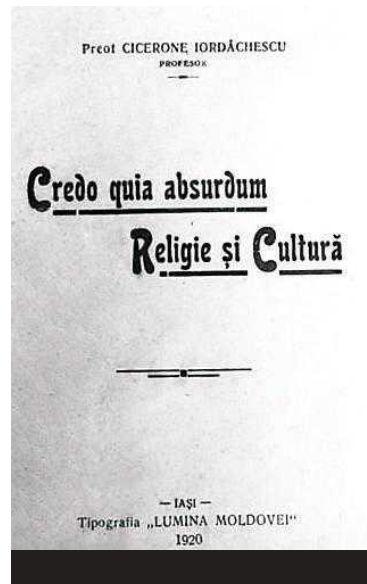 Preot CICERONE IORDĂCHESCU
PROFESOR
Credo quia absurdum
Religie și Cultură
— IAȘI —
Tipografia „LUMINA MOLDOVEI“
1920